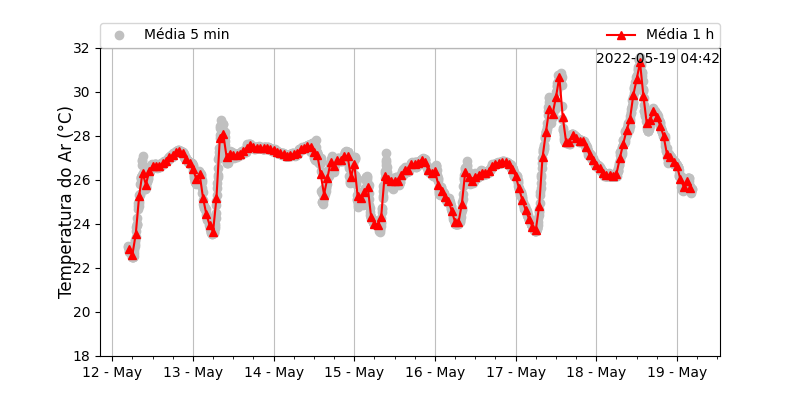 Média 5 min
Média 1 h
2022-05-19 04:42
Temperatura do Ar (°C)
32
30
28
26
24
22
20
18
12 - May
13 - May
14 - May
15 - May
16 - May
17 - May
18 - May
19 - May